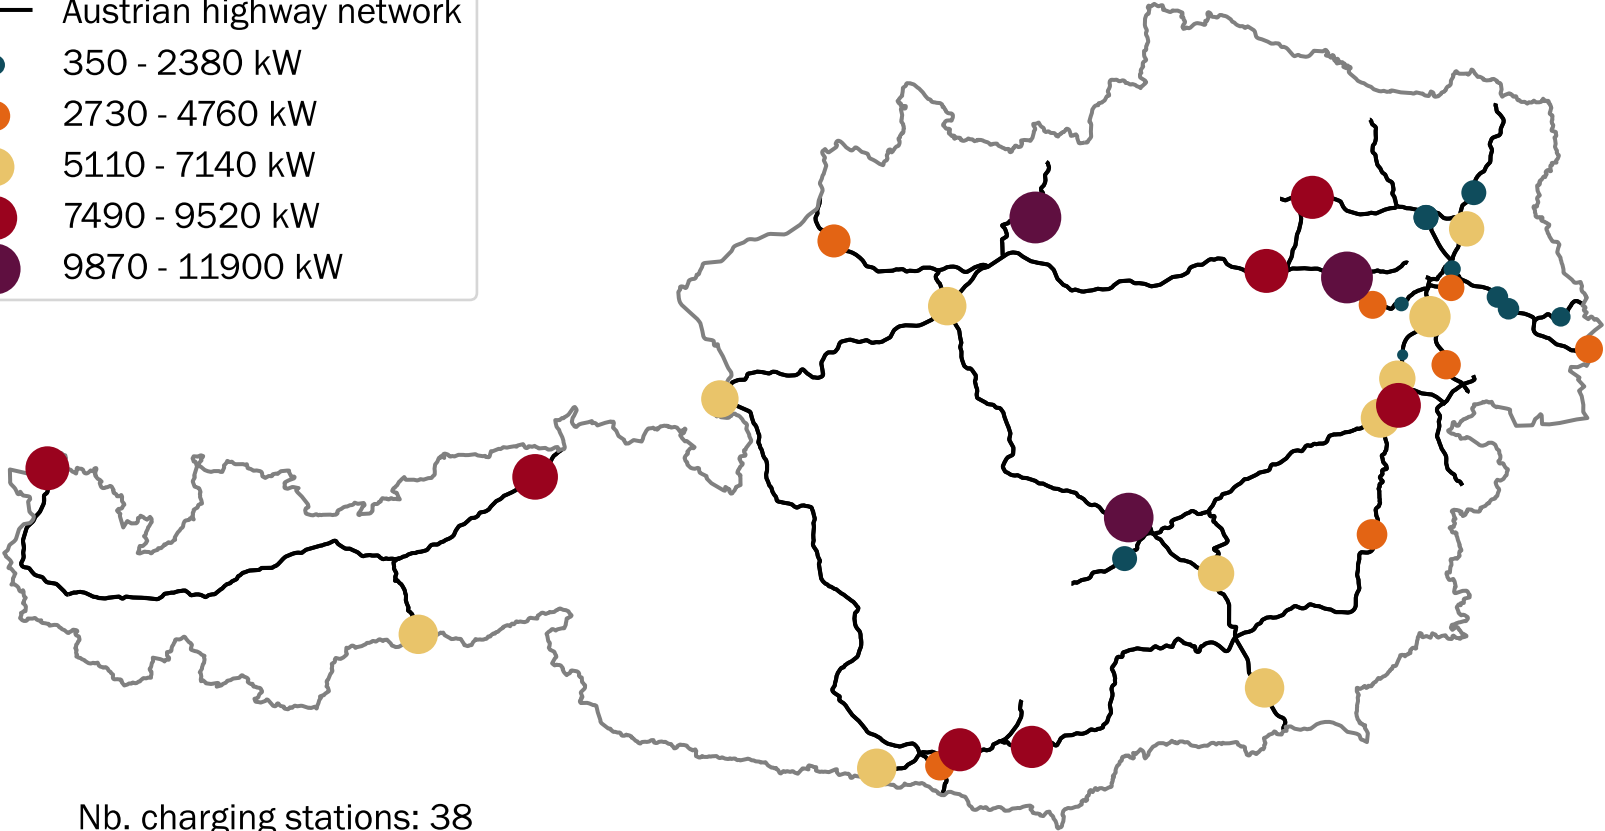 Austrian highway network
350 - 2380 kW
2730 - 4760 kW
5110 - 7140 kW
7490 - 9520 kW
9870 - 11900 kW
Nb. charging stations: 38